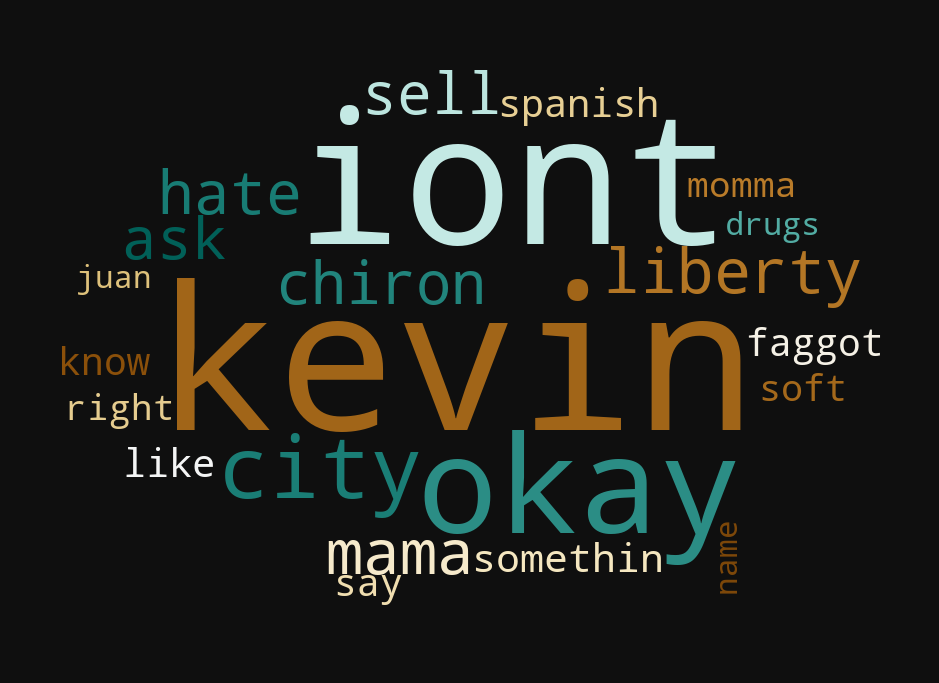 sell
spanish
iont
hate
momma
ask
drugs
juan
chiron
liberty
kevin
know
faggot
right
soft
like
city
okay
mama
somethin
say
name